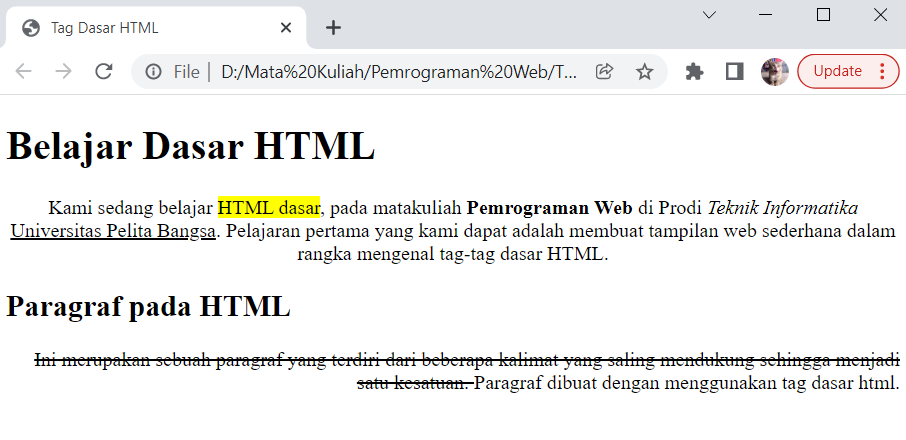 Tag Dasar HTML
File | D:/Mata%20Kuliah/Pemrograman%20Web/T...
Update
Belajar Dasar HTML
Kami sedang belajar HTML dasar, pada matakuliah Pemrograman Web di Prodi Teknik Informatika
Universitas Pelita Bangsa. Pelajaran pertama yang kami dapat adalah membuat tampilan web sederhana dalam
rangka mengenal tag-tag dasar HTML.
Paragraf pada HTML
Ini merupakan sebuah paragraf yang terdiri dari beberapa kalimat yang saling mendukung sehingga menjadi
satu kesatuan. Paragraf dibuat dengan menggunakan tag dasar html.